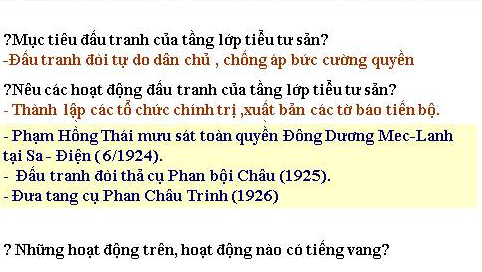 ?Mục tiêu đấu tranh của tầng lớp tiểu tư sản?
-Đấu tranh đòi tự do dân chủ , chống áp bức cường quyền
?Nêu các hoạt động đấu tranh của tầng lớp tiểu tư sản?
- Thành lập các tổ chức chính trị ,xuất bản các tờ báo tiến bộ.
- Phạm Hồng Thái mưu sát toàn quyền Đông Dương Mec-Lanh
tại Sa - Điện ( 6/1924).
- Đấu tranh đòi thả cụ Phan bội Châu (1925).
- Đưa tang cụ Phan Châu Trinh (1926)
? Những hoạt động trên, hoạt động nào có tiếng vang?